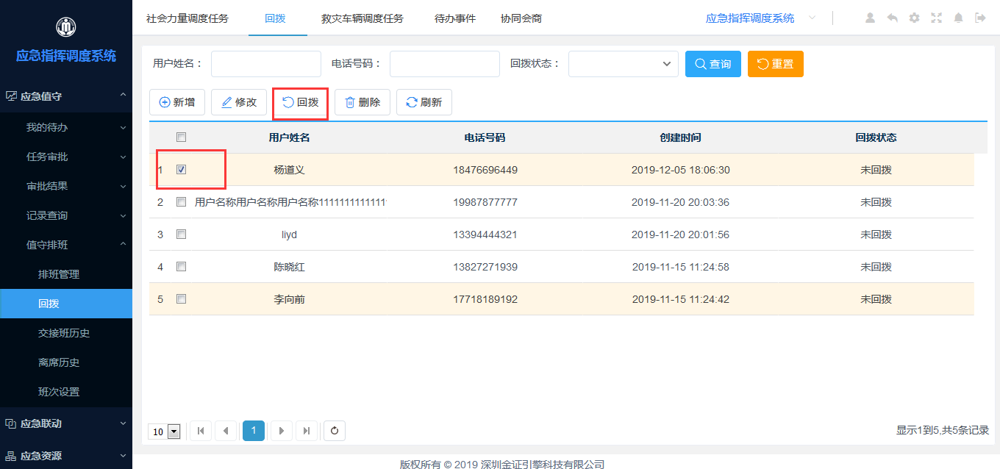 社会力量调度任务 回拨 救灾车辆调度任务 待办事件 协同会商 应急指挥调度系统
应急指挥调度系统
应急值守
我的待办
任务审批
审批结果
记录查询
值守排班
排班管理
回拨
交接班历史
离席历史
班次设置
应急联动
应急资源
用户姓名： 电话号码： 回拨状态： 查询 重置
新增 修改 回拨 删除 刷新
用户姓名 电话号码 创建时间 回拨状态
1 杨道义 18476696449 2019-12-05 18:06:30 未回拨
2 用户名称用户名称用户名称1111111111111 19987877777 2019-11-20 20:03:36 未回拨
3 liyd 13394444321 2019-11-20 20:01:56 未回拨
4 陈晓红 13827271939 2019-11-15 11:24:58 未回拨
5 李向前 17718189192 2019-11-15 11:24:42 未回拨
10 1 显示1到5,共5条记录
版权所有 © 2019 深圳金证引擎科技有限公司